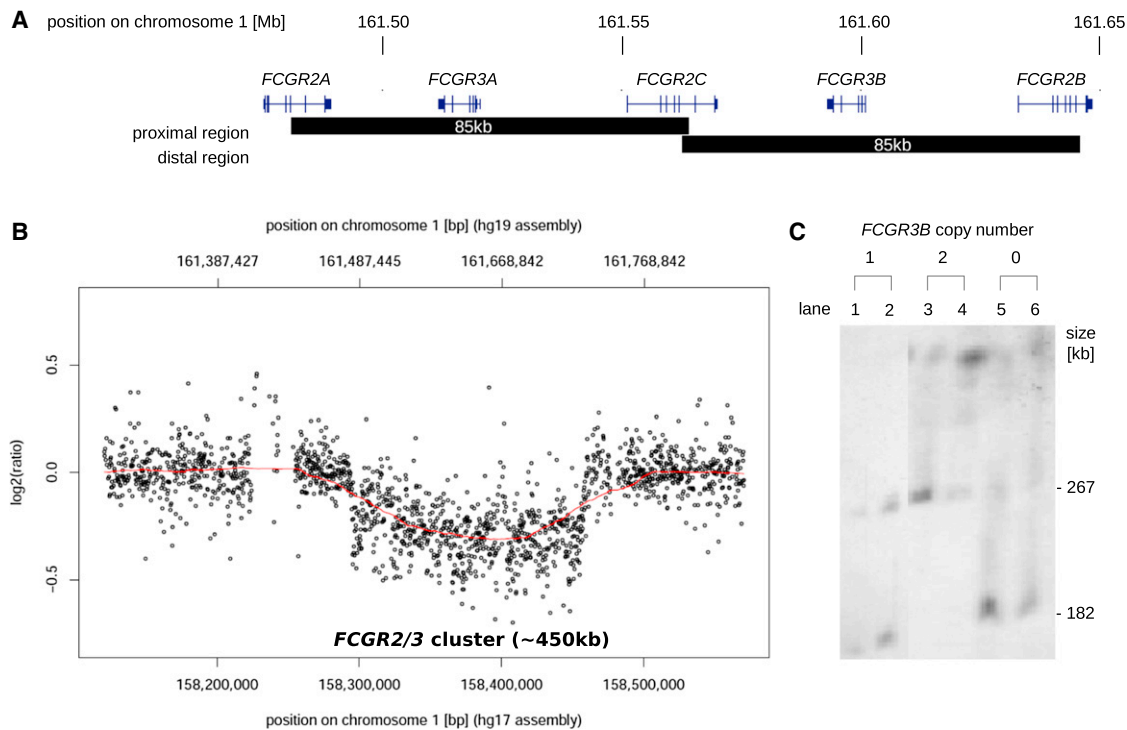 A position on chromosome 1 [Mb] 161.50 161.55 161.60 161.65
FCGR2A FCGR3A FCGR2C FCGR3B FCGR2B
proximal region 85kb
distal region 85kb
B position on chromosome 1 [bp] (hg19 assembly)
161,387,427 161,487,445 161,668,842 161,768,842
0.5
0.0
−0.5
log2(ratio)
FCGR2/3 cluster (~450kb)
158,200,000 158,300,000 158,400,000 158,500,000
position on chromosome 1 [bp] (hg17 assembly)
C FCGR3B copy number
1 2 0
lane 1 2 3 4 5 6
size
[kb]
- 267
- 182